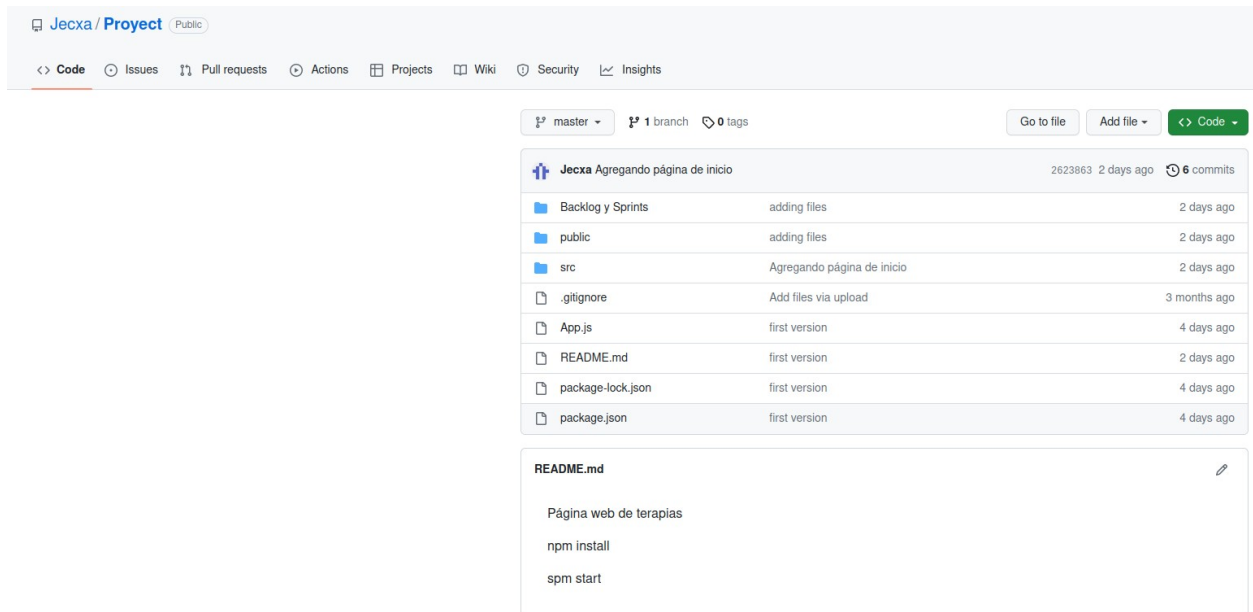 Jecxa / Proyect Public
Code Issues Pull requests Actions Projects Wiki Security Insights
master 1 branch 0 tags Go to file Add file Code
Jecxa Agregando página de inicio 2623863 2 days ago 6 commits
Backlog y Sprints adding files 2 days ago
public adding files 2 days ago
src Agregando página de inicio 2 days ago
.gitignore Add files via upload 3 months ago
App.js first version 4 days ago
README.md first version 2 days ago
package-lock.json first version 4 days ago
package.json first version 4 days ago
README.md
Página web de terapias
npm install
spm start